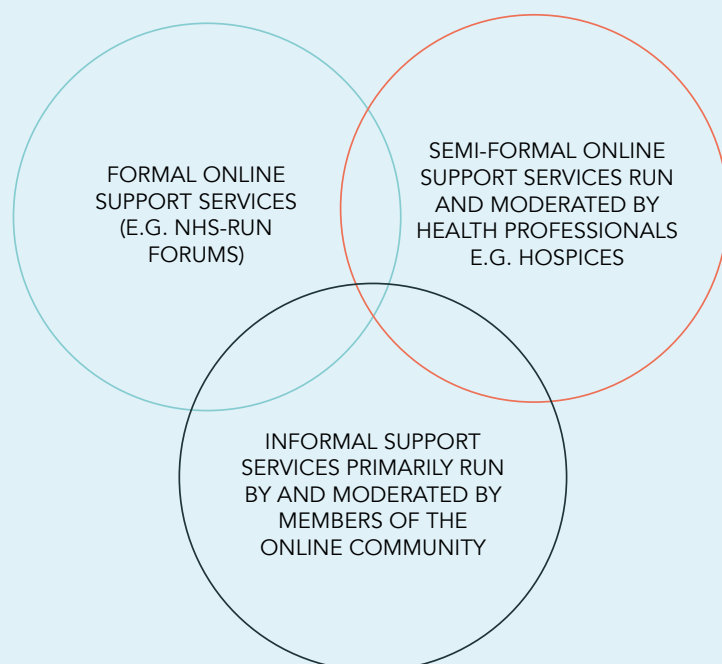 FORMAL ONLINE
SUPPORT SERVICES
(E.G. NHS-RUN
FORUMS)
SEMI-FORMAL ONLINE
SUPPORT SERVICES RUN
AND MODERATED BY
HEALTH PROFESSIONALS
E.G. HOSPICES
INFORMAL SUPPORT
SERVICES PRIMARILY RUN
BY AND MODERATED BY
MEMBERS OF THE
ONLINE COMMUNITY